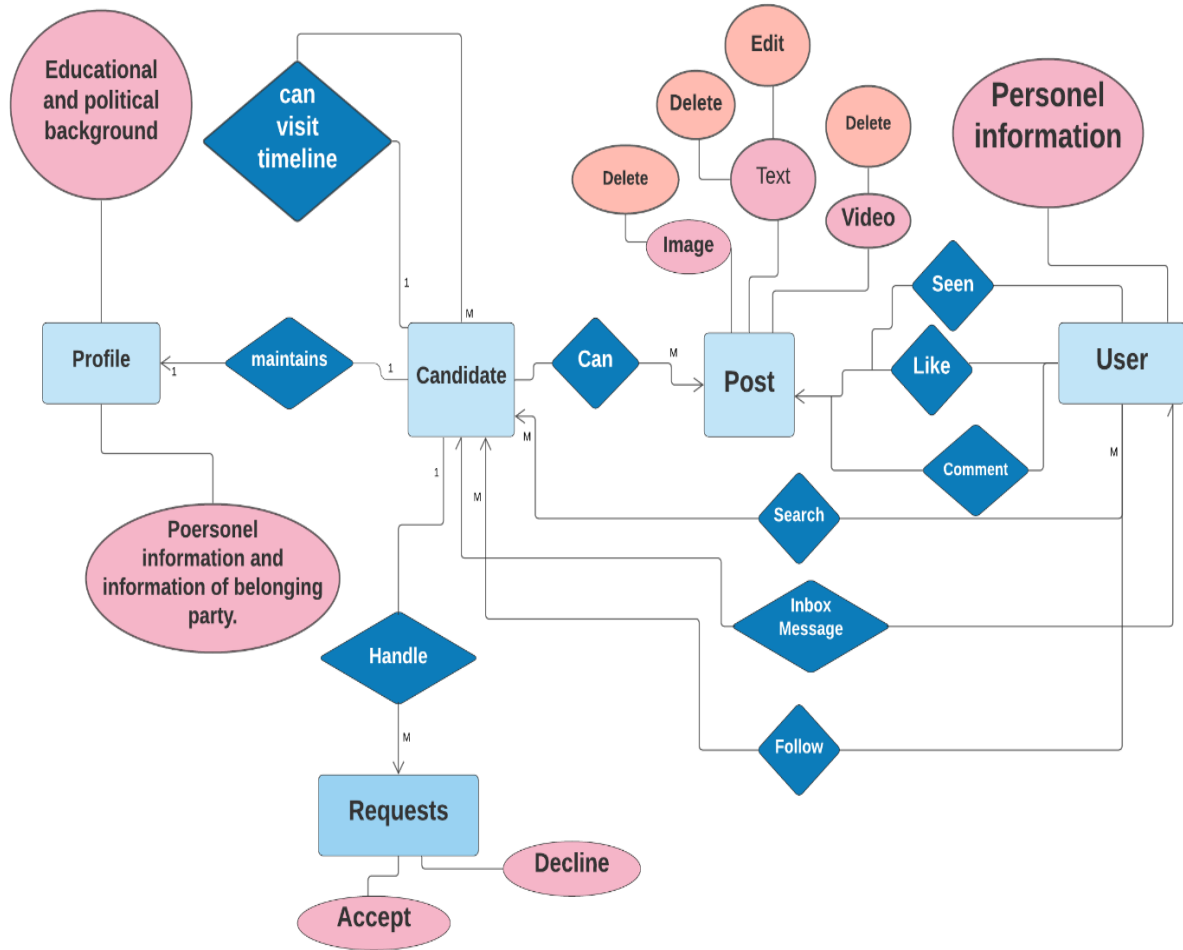 Educational
and political
background
can
visit
timeline
Edit
Delete
Delete
Personel
information
Text
Delete
Video
Image
Seen
1
M
Profile
maintains
1
1
Candidate
Can
M
Post
Like
User
M
1
M
M
Comment
Search
Poersonel
information and
information of belonging
party.
Inbox
Message
Handle
M
Follow
Requests
Decline
Accept